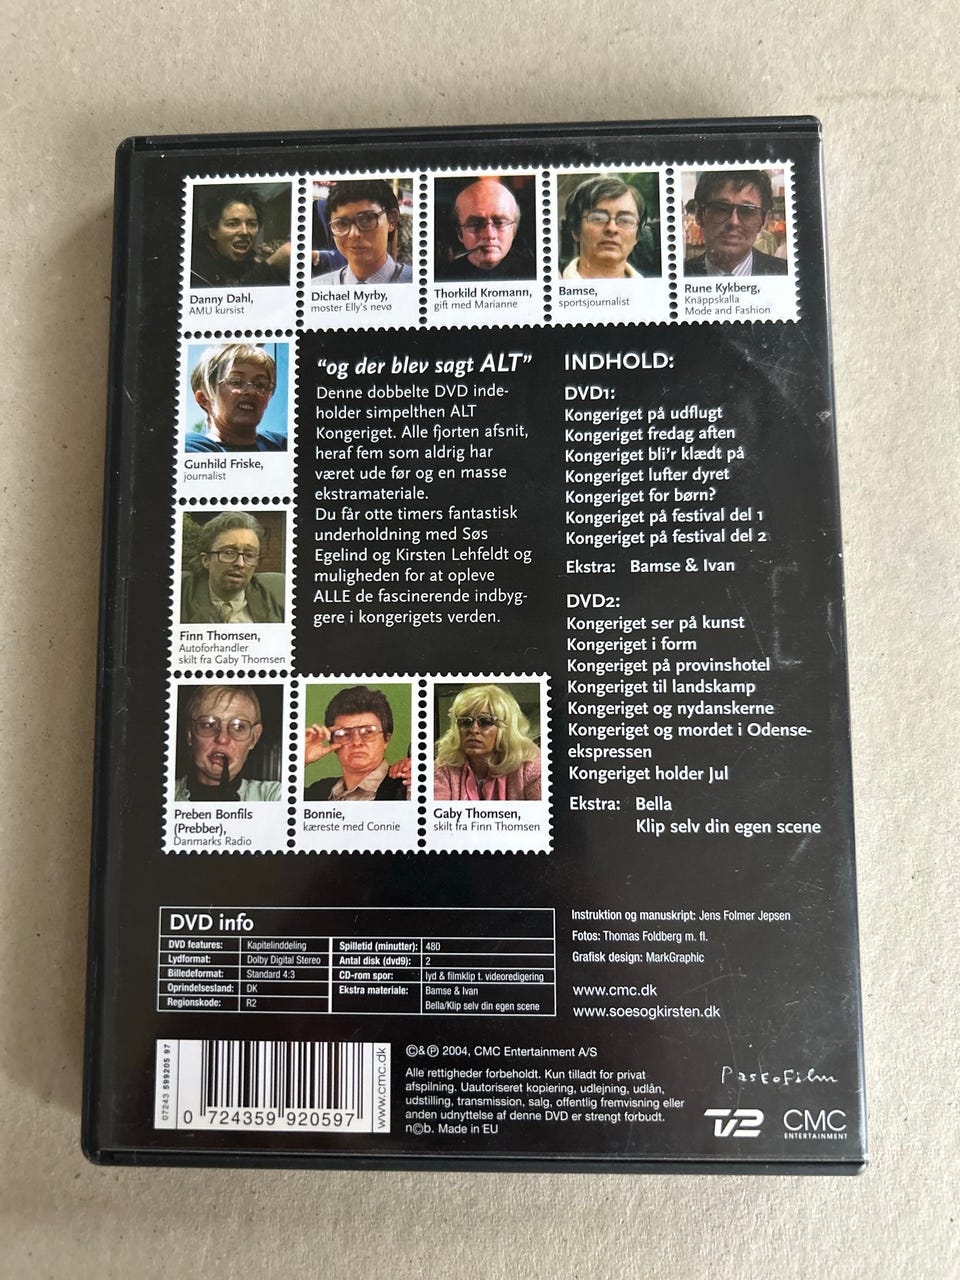 Danny Dahl,
AMU kursist
Dichael Myrby,
moster Elly's nevø
Thorkild Kromann,
gift med Marianne
Bamse,
sportsjournalist
Rune Kykberg,
Knäppskalla
Mode and Fashion
Gunhild Friske,
journalist
Finn Thomsen,
Autoforhandler
skilt fra Gaby Thomsen
Preben Bonfils
(Prebber),
Danmarks Radio
Bonnie,
kæreste med Connie
Gaby Thomsen,
skilt fra Finn Thomsen
"og der blev sagt ALT"
Denne dobbelte DVD inde-
holder simpelthen ALT
Kongeriget. Alle fjorten afsnit,
heraf fem som aldrig har
været ude før og en masse
ekstramateriale.
Du får otte timers fantastisk
underholdning med Søs
Egelind og Kirsten Lehfeldt og
muligheden for at opleve
ALLE de fascinerende indbyg-
gere i kongerigets verden.
INDHOLD:
DVD1:
Kongeriget på udflugt
Kongeriget fredag aften
Kongeriget bli'r klædt på
Kongeriget lufter dyret
Kongeriget for børn?
Kongeriget på festival del 1
Kongeriget på festival del 2
Ekstra: Bamse & Ivan
DVD2:
Kongeriget ser på kunst
Kongeriget i form
Kongeriget på provinshotel
Kongeriget til landskamp
Kongeriget og nydanskerne
Kongeriget og mordet i Odense-
ekspressen
Kongeriget holder Jul
Ekstra: Bella
Klip selv din egen scene
DVD info
DVD features: Kapitelinddeling
Lydformat: Dolby Digital Stereo
Billedeformat: Standard 4:3
Oprindelsesland: DK
Regionskode: R2
Spilletid (minutter): 480
Antal disk (dvd9): 2
CD-rom spor: lyd & filmklip t. videoredigering
Ekstra materiale: Bamse & Ivan
Bella/Klip selv din egen scene
Instruktion og manuskript: Jens Folmer Jepsen
Fotos: Thomas Foldberg m. fl.
Grafisk design: MarkGraphic
www.cmc.dk
www.soesogkirsten.dk
07243 599205 97
0 724359 920597
www.cmc.dk
©&℗ 2004, CMC Entertainment A/S
Alle rettigheder forbeholdt. Kun tilladt for privat
afspilning. Uautoriseret kopiering, udlejning, udlån,
udstilling, transmission, salg, offentlig fremvisning eller
anden udnyttelse af denne DVD er strengt forbudt.
n©b. Made in EU
PastoFilm
TV2
CMC
ENTERTAINMENT